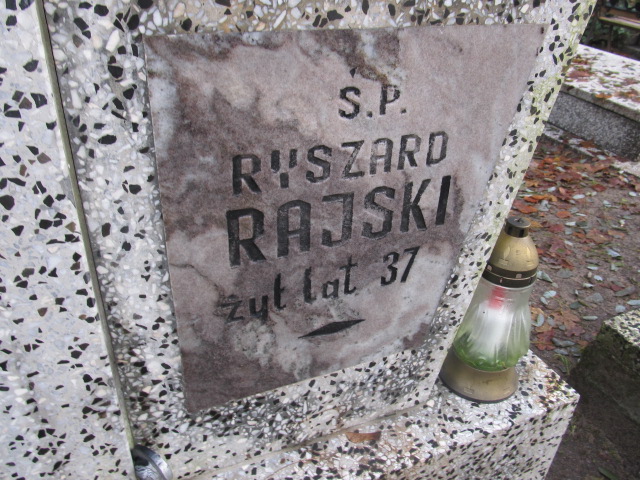 Ś.P.
RYSZARD
RAJSKI
żył lat 37